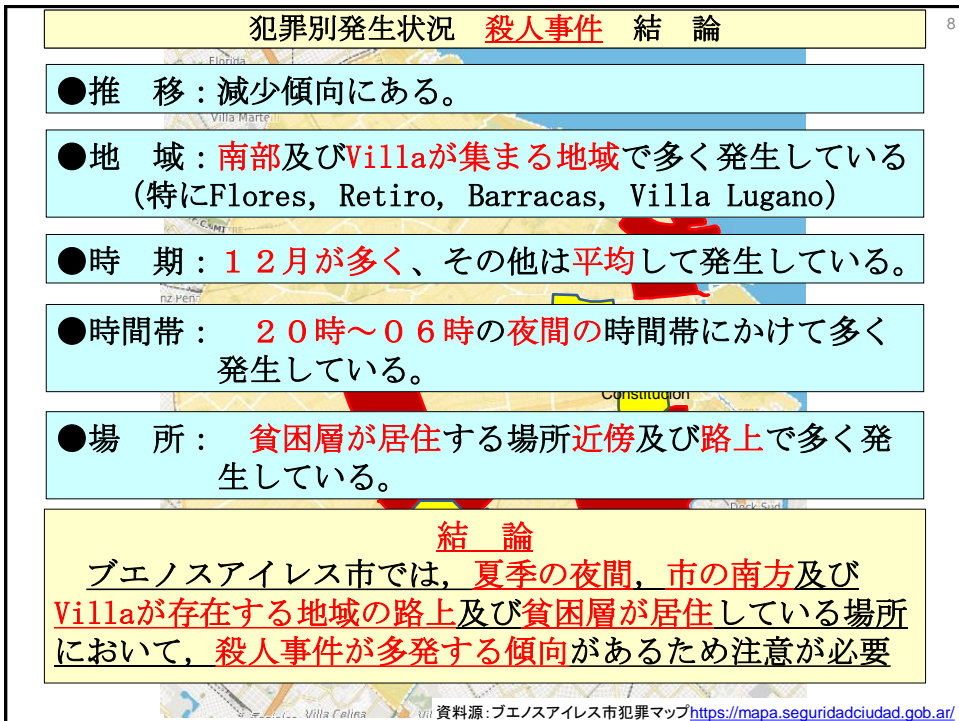 8
犯罪別発生状況　殺人事件　結　論
Florida
●推　移：減少傾向にある。
Villa Martel
●地　域：南部及びVillaが集まる地域で多く発生している
（特にFlores, Retiro, Barracas, Villa Lugano）
●時　期：１２月が多く、その他は平均して発生している。
●時間帯：　２０時～０６時の夜間の時間帯にかけて多く
発生している。
Constitución
●場　所：　貧困層が居住する場所近傍及び路上で多く発
生している。
Dock Sud
結　論
ブエノスアイレス市では，夏季の夜間，市の南方及び
Villaが存在する地域の路上及び貧困層が居住している場所
において，殺人事件が多発する傾向があるため注意が必要
Villa Celina
資料源：ブエノスアイレス市犯罪マップhttps://mapa.seguridadciudad.gob.ar/